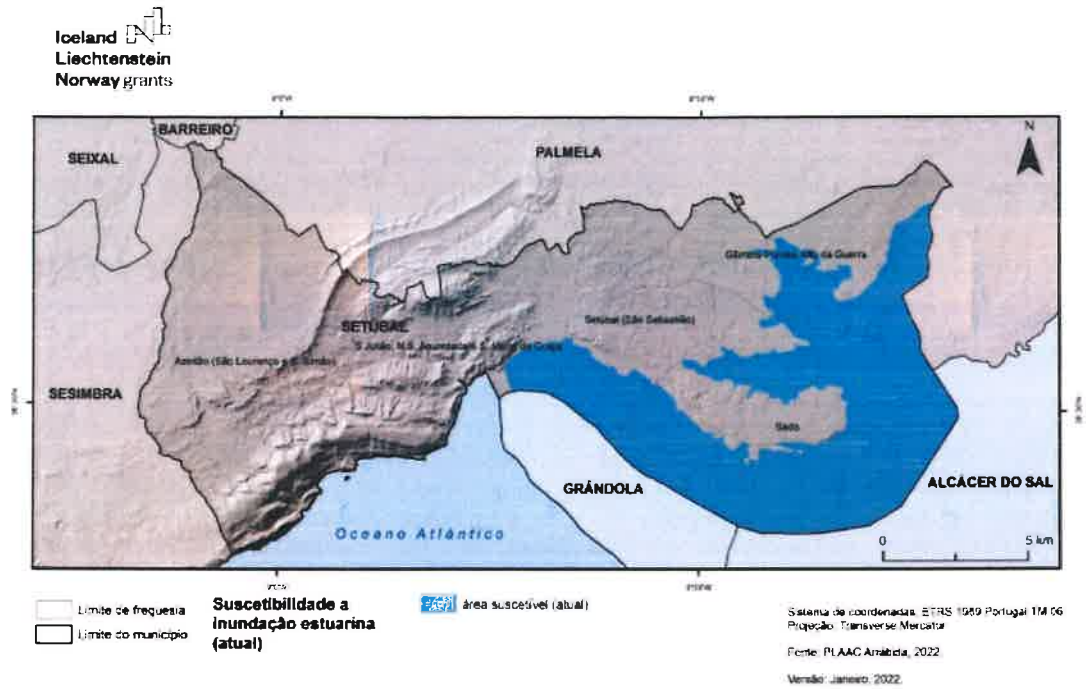 Iceland
Liechtenstein
Norway grants
BARREIRO
SEIXAL
PALMELA
N
SETÚBAL
Setúbal (São Sebastião)
SESIMBRA
Sado
GRÂNDOLA
ALCÁCER DO SAL
Oceano Atlântico
0 5 km
Limite de freguesia
Limite do município
Suscetibilidade a
inundação estuarina
(atual)
área suscetível (atual)
Sistema de coordenadas: ETRS 1989 Portugal TM 06
Projeção: Transverse Mercator
Fonte: PLAAC Arrábida, 2022
Versão: Janeiro, 2022.